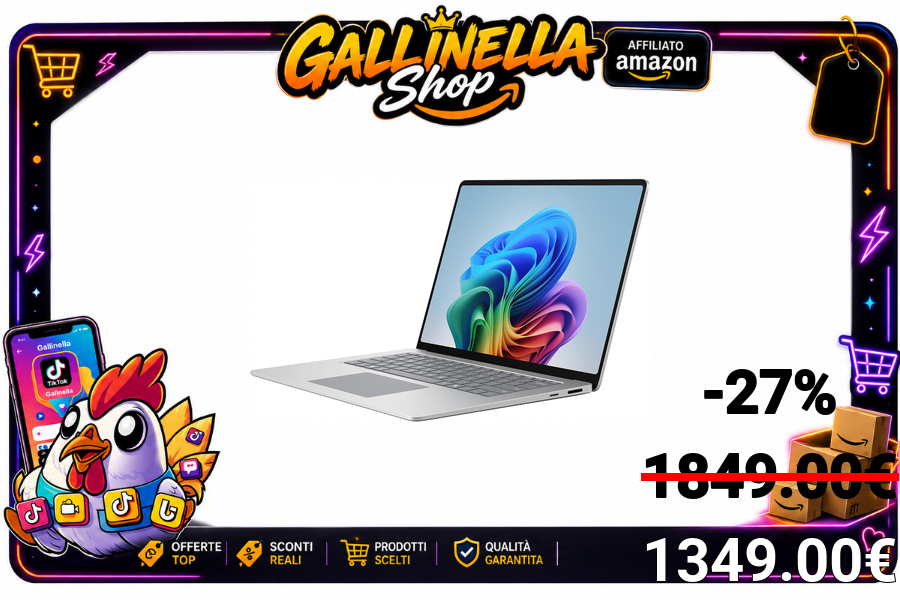 GALLINELLA
Shop
AFFILIATO
amazon
Gallinella
TikTok
Gallinella
-27%
1849.00€
1349.00€
OFFERTE
TOP
SCONTI
REALI
PRODOTTI
SCELTI
QUALITÀ
GARANTITA